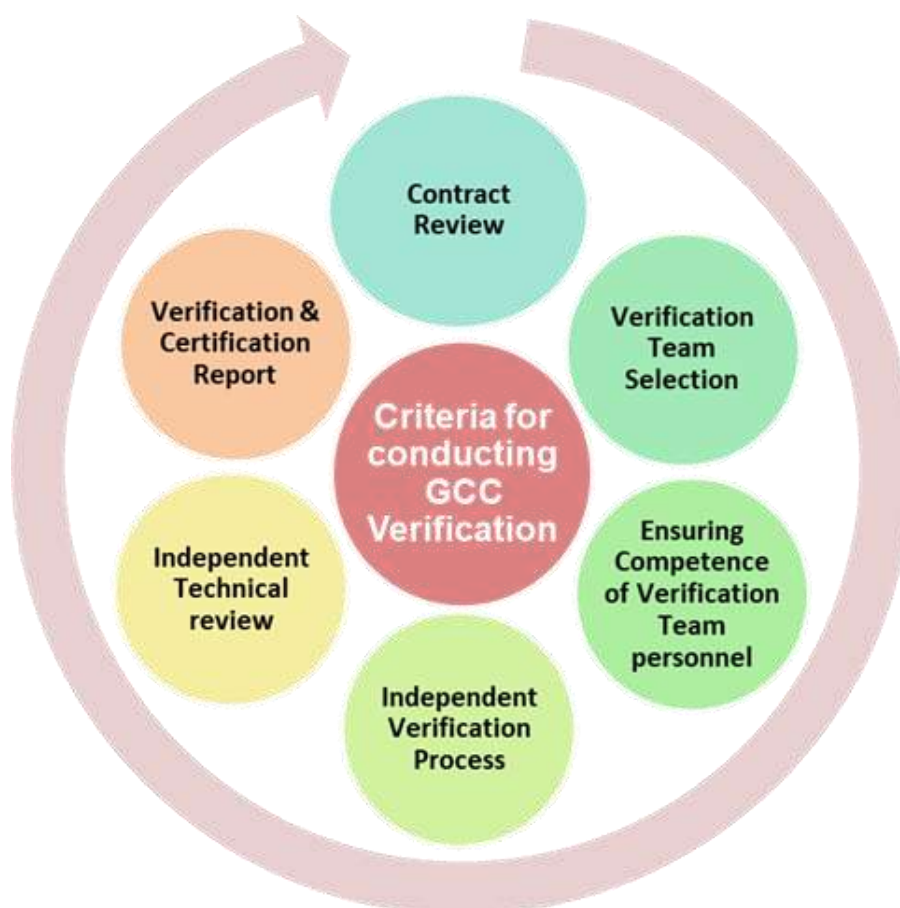 Contract
Review
Verification
Team
Selection
Ensuring
Competence
of Verification
Team
personnel
Independent
Verification
Process
Independent
Technical
review
Verification &
Certification
Report
Criteria for
conducting
GCC
Verification